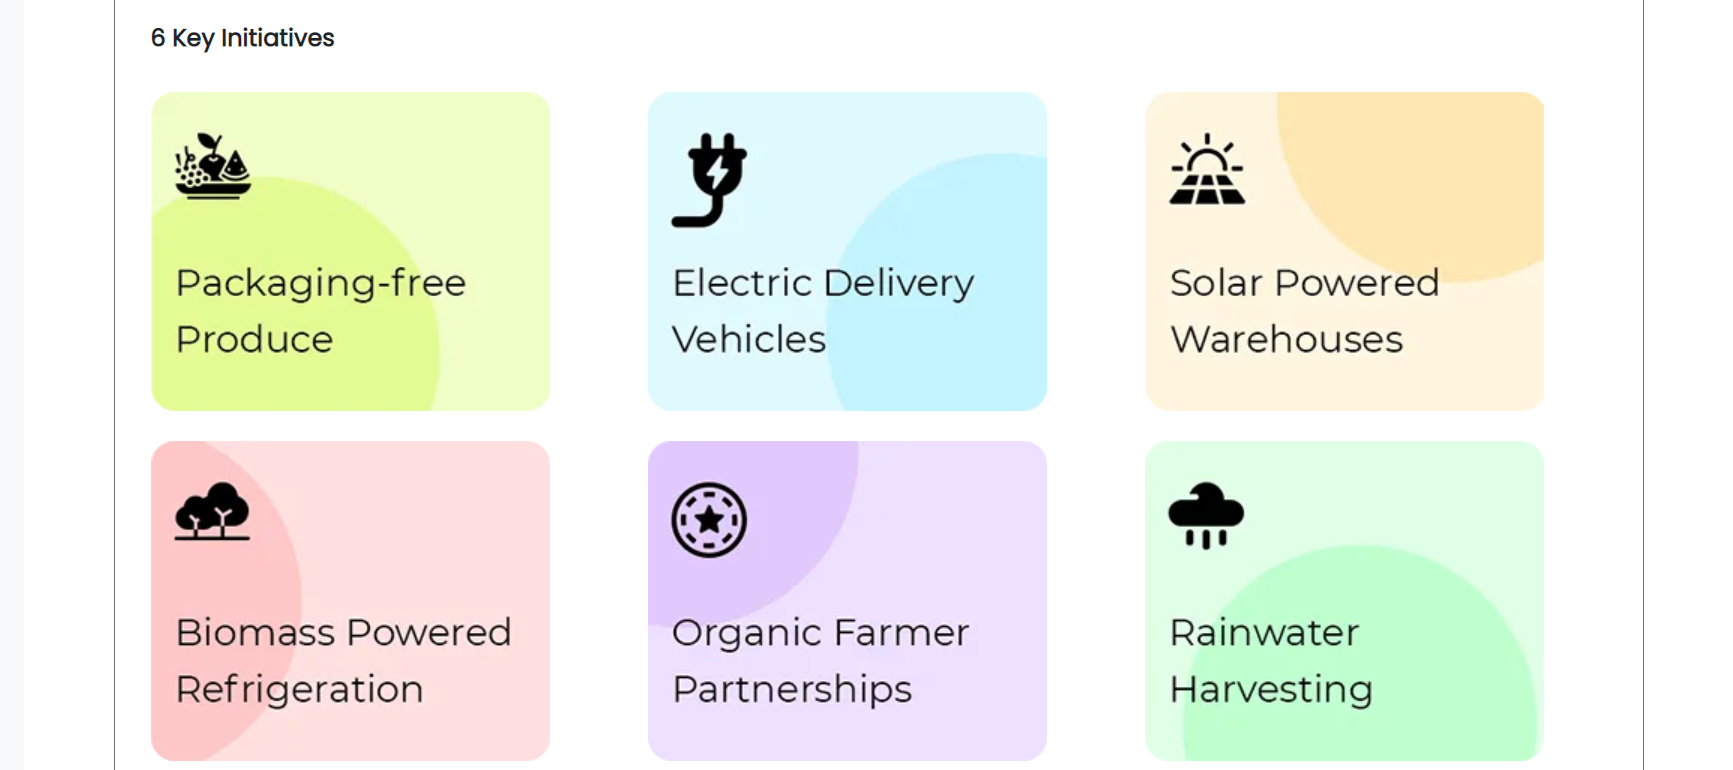 6 Key Initiatives
Packaging-free
Produce
Electric Delivery
Vehicles
Solar Powered
Warehouses
Biomass Powered
Refrigeration
Organic Farmer
Partnerships
Rainwater
Harvesting